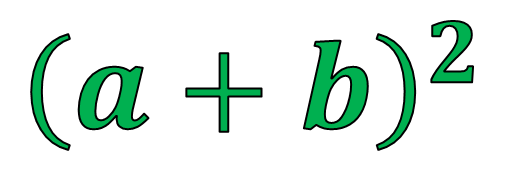 (a + b)²